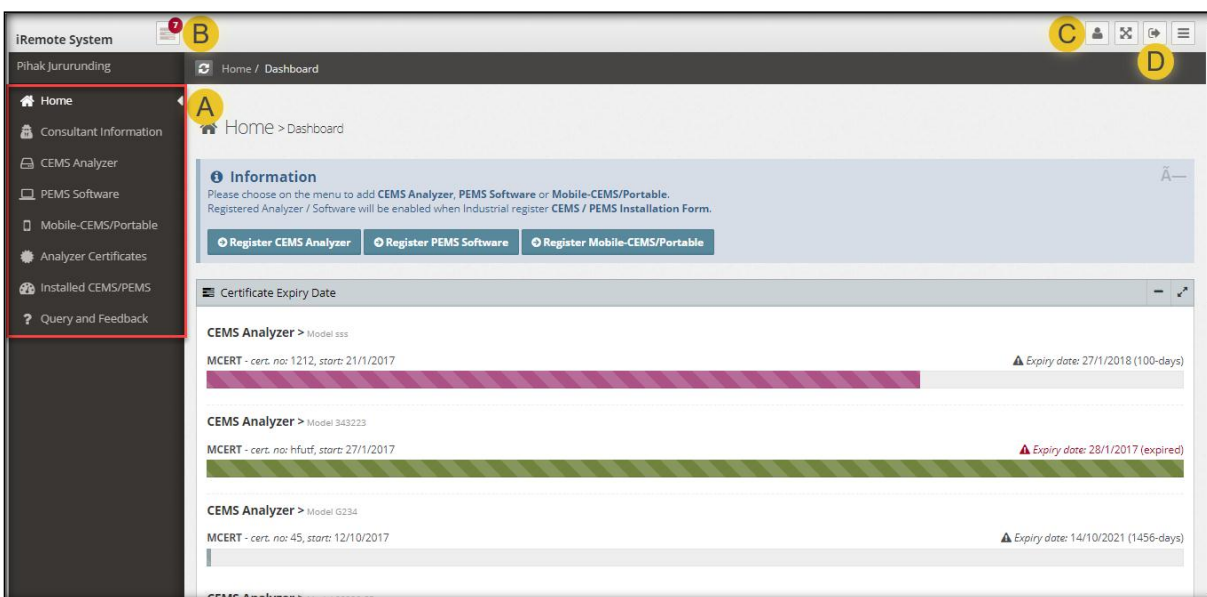 iRemote System
7
B
C
D
Pihak Jururunding
Home / Dashboard
A
Home
Consultant Information
CEMS Analyzer
PEMS Software
Mobile-CEMS/Portable
Analyzer Certificates
Installed CEMS/PEMS
Query and Feedback
Home > Dashboard
Information
Ã—
Please choose on the menu to add CEMS Analyzer, PEMS Software or Mobile-CEMS/Portable.
Registered Analyzer / Software will be enabled when Industrial register CEMS / PEMS Installation Form.
Register CEMS Analyzer
Register PEMS Software
Register Mobile-CEMS/Portable
Certificate Expiry Date
CEMS Analyzer > Model sss
MCERT - cert. no: 1212, start: 21/1/2017
Expiry date: 27/1/2018 (100-days)
CEMS Analyzer > Model 343223
MCERT - cert. no: hfutf, start: 27/1/2017
Expiry date: 28/1/2017 (expired)
CEMS Analyzer > Model G234
MCERT - cert. no: 45, start: 12/10/2017
Expiry date: 14/10/2021 (1456-days)
CEMS Analyzer